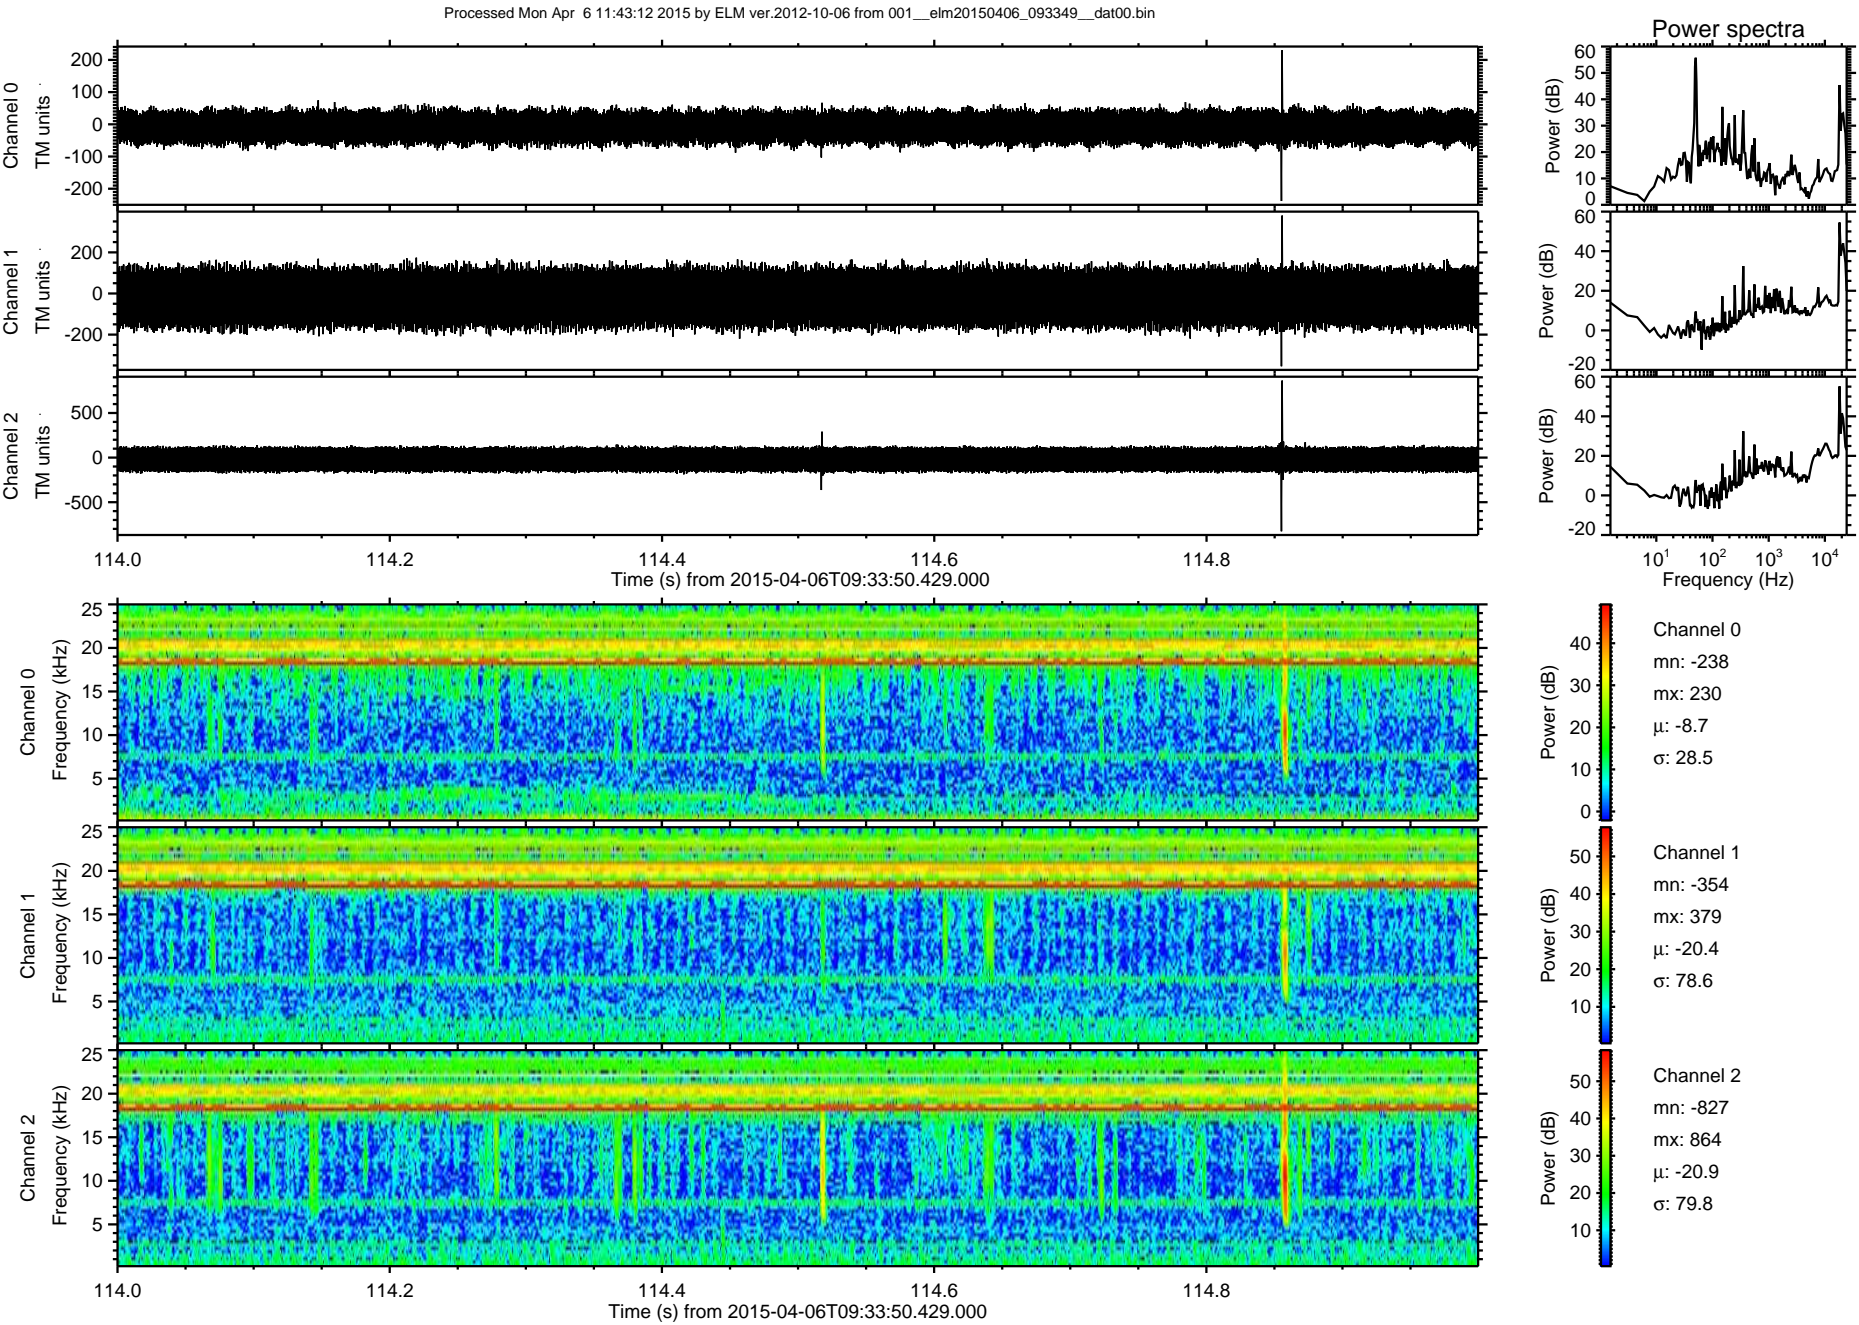 Processed Mon Apr  6 11:43:12 2015 by ELM ver.2012-10-06 from 001__elm20150406_093349__dat00.bin
Power spectra
Channel 0
TM units
200
100
0
-100
-200
Power (dB)
60
50
40
30
20
10
0
Channel 1
TM units
200
0
-200
Power (dB)
60
40
20
0
-20
Channel 2
TM units
500
0
-500
Power (dB)
60
40
20
0
-20
114.0 114.2 114.4 114.6 114.8
Time (s) from 2015-04-06T09:33:50.429.000
10^1 10^2 10^3 10^4
Frequency (Hz)
Channel 0
Frequency (kHz)
25
20
15
10
5
Power (dB)
40
30
20
10
0
Channel 0
mn: -238
mx: 230
μ: -8.7
σ: 28.5
Channel 1
Frequency (kHz)
25
20
15
10
5
Power (dB)
50
40
30
20
10
Channel 1
mn: -354
mx: 379
μ: -20.4
σ: 78.6
Channel 2
Frequency (kHz)
25
20
15
10
5
Power (dB)
50
40
30
20
10
Channel 2
mn: -827
mx: 864
μ: -20.9
σ: 79.8
114.0 114.2 114.4 114.6 114.8
Time (s) from 2015-04-06T09:33:50.429.000